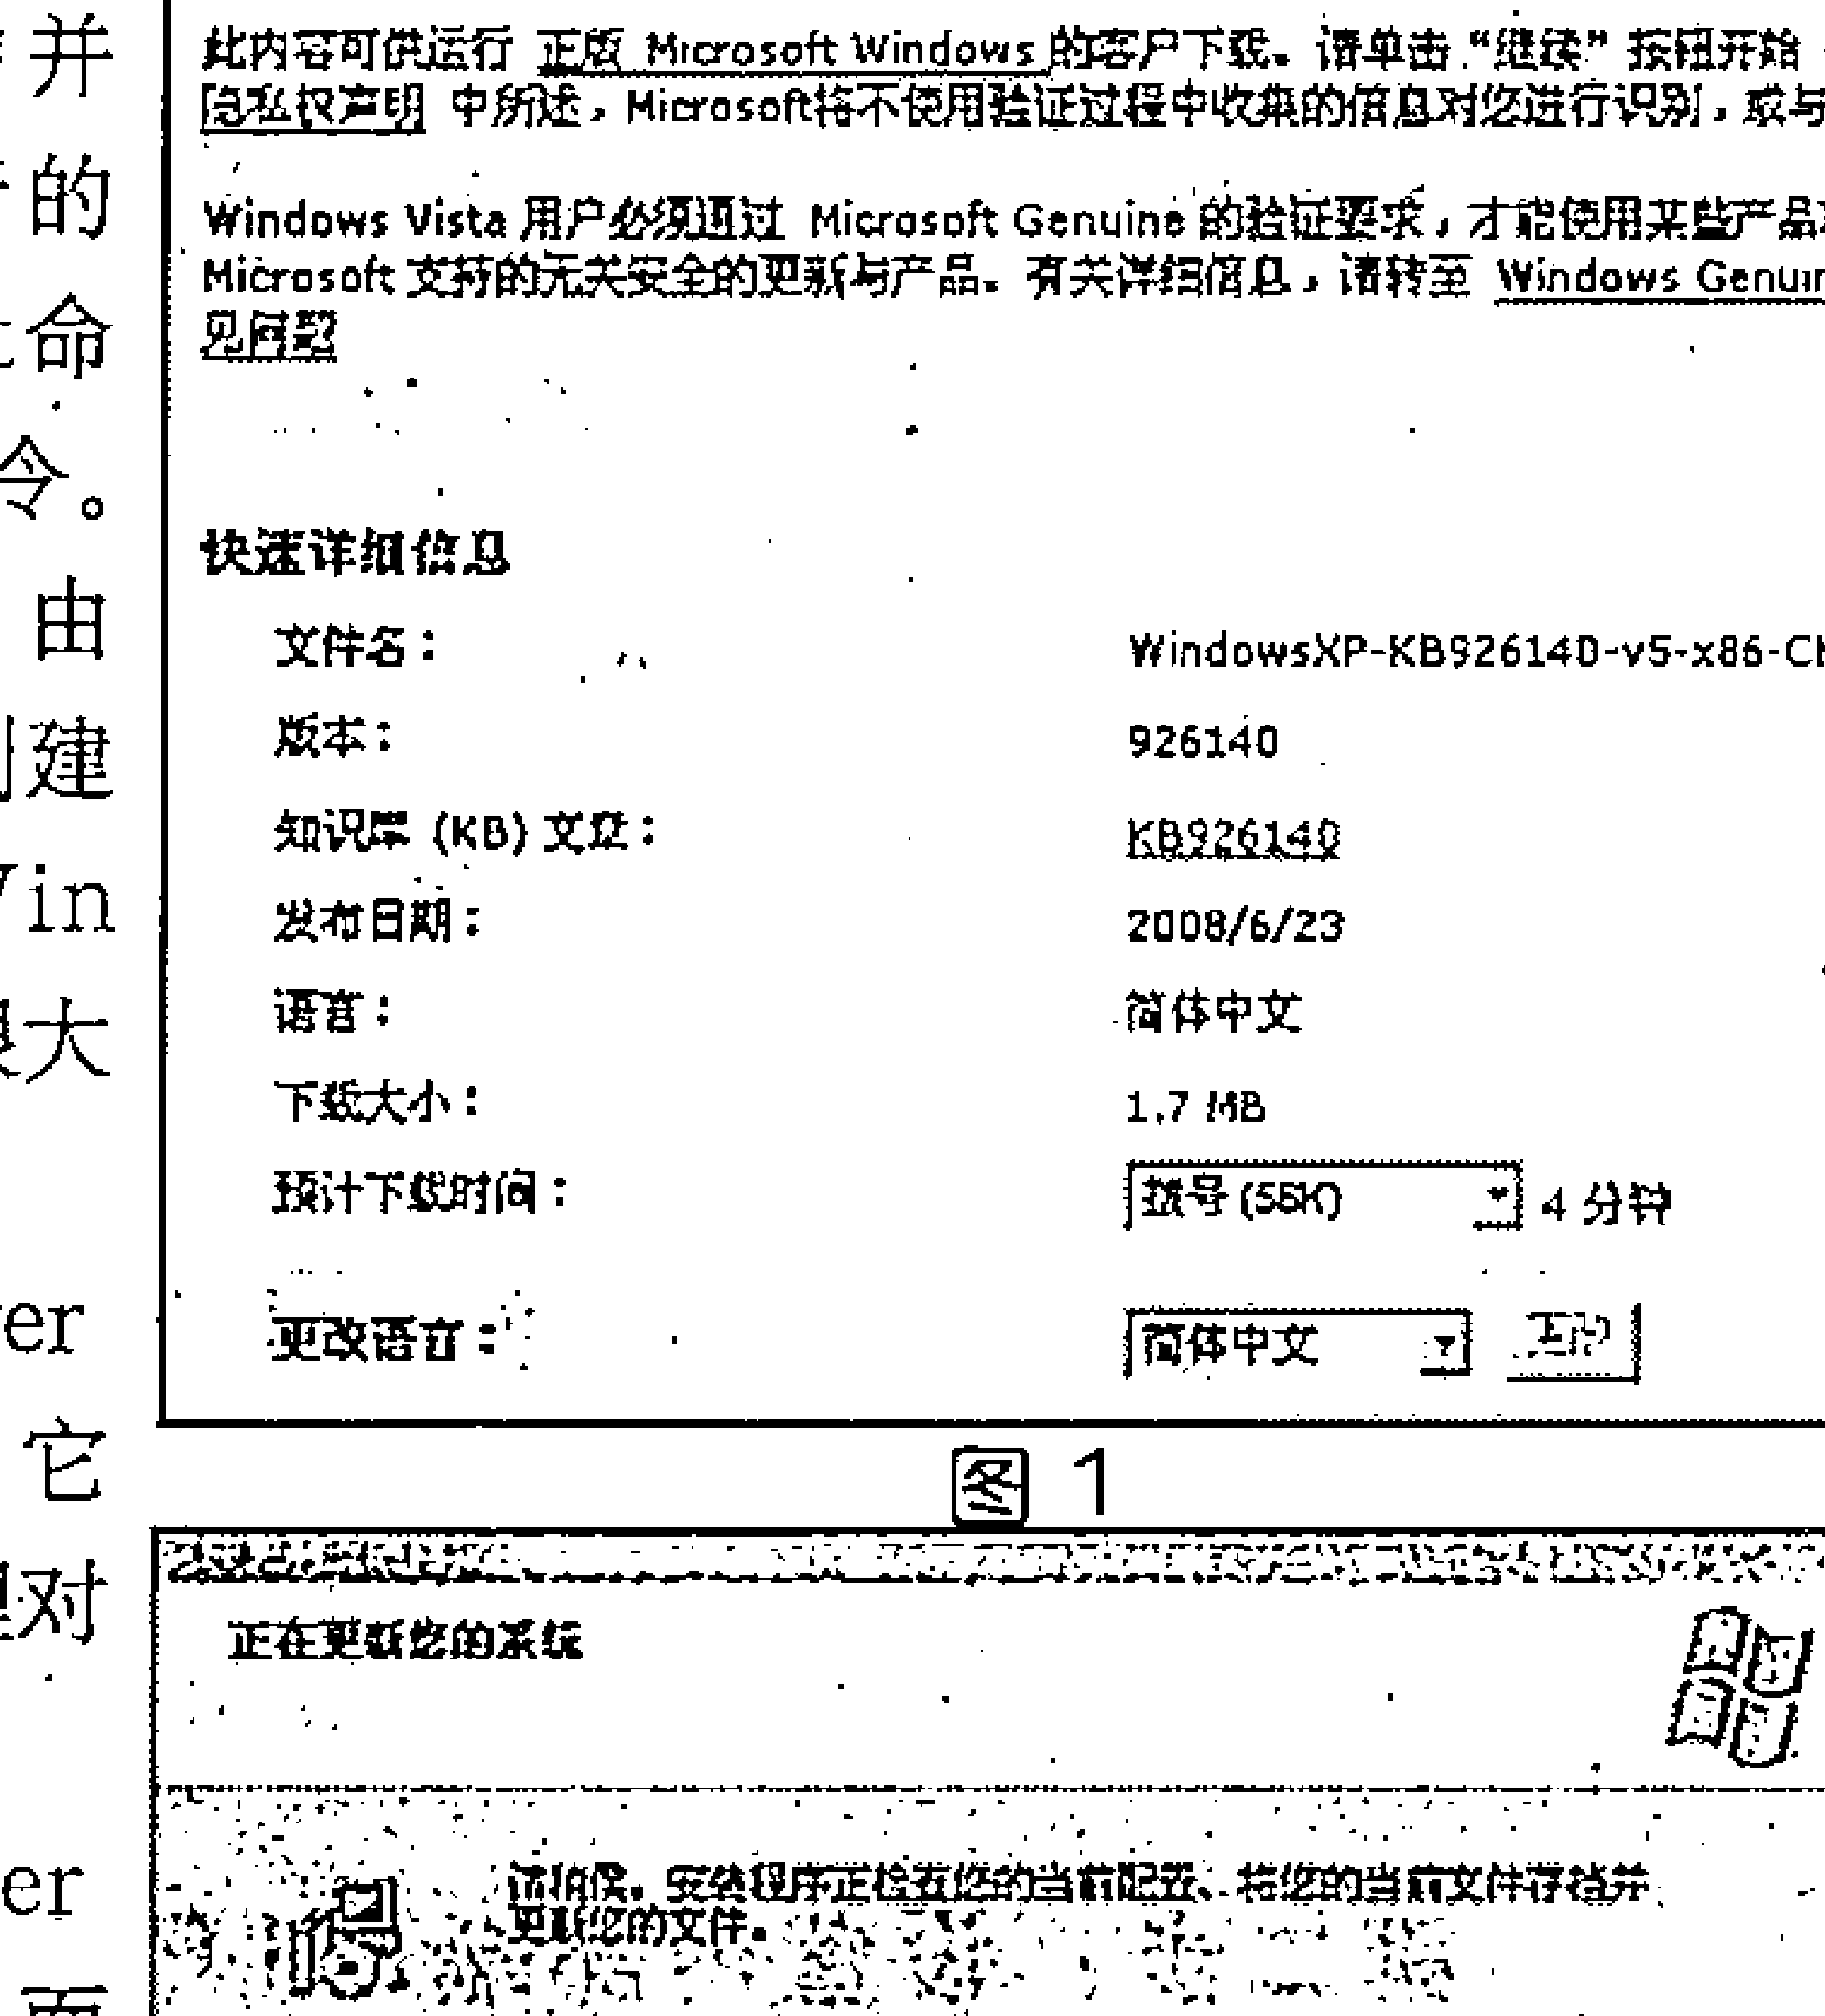 并
的
命
令。
由
建
in
大
er
它
对
er
此内容可供运行 正版 Microsoft Windows 的客户下载。请单击“继续”按钮开始
隐私权声明 中所述，Microsoft将不使用验证过程中收集的信息对您进行识别，或与
Windows Vista 用户必须通过 Microsoft Genuine 的验证要求，才能使用某些产品
Microsoft 支持的无关安全的更新与产品。有关详细信息，请转至 Windows Genuin
见问题
快速详细信息
文件名： WindowsXP-KB926140-v5-x86-CH
版本： 926140
知识库 (KB) 文章： KB926140
发布日期： 2008/6/23
语言： 简体中文
下载大小： 1.7 MB
预计下载时间： 拨号(56K) 4 分钟
更改语言： 简体中文
图 1
正在更新您的系统
请稍候。安装程序正检查您的当前配置、将您的当前文件存档并
更新您的文件。